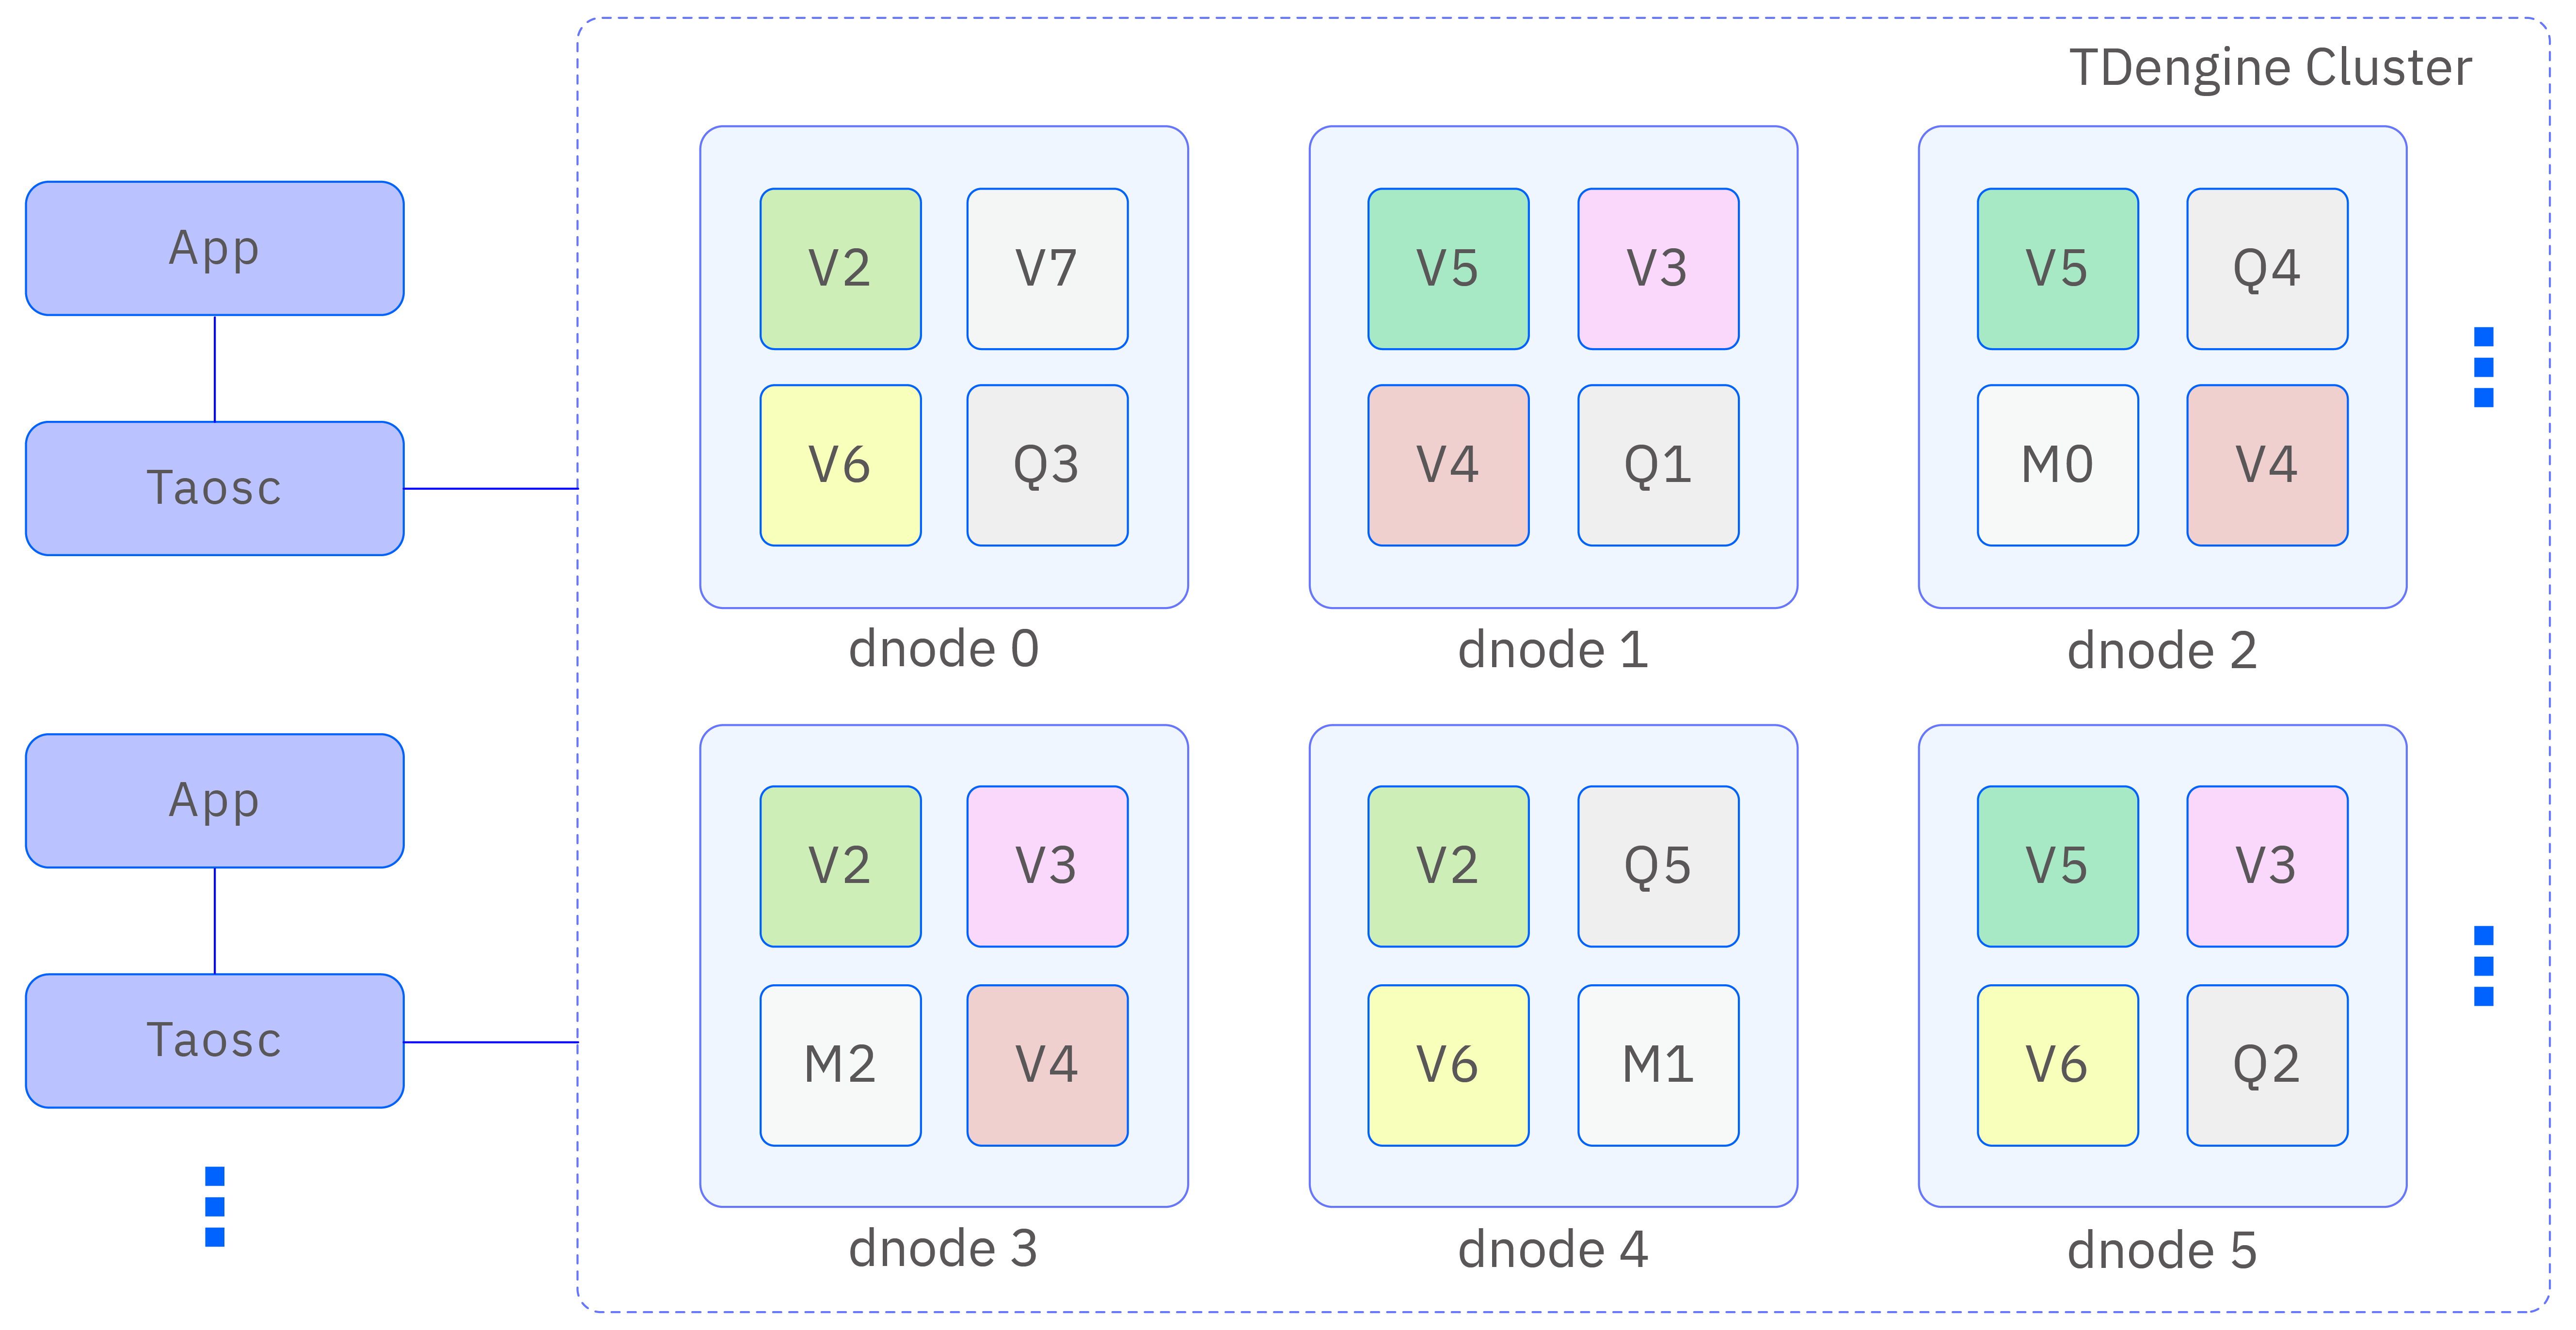 TDengine Cluster
App
Taosc
V2 V7
V6 Q3
dnode 0
V5 V3
V4 Q1
dnode 1
V5 Q4
M0 V4
dnode 2
App
Taosc
V2 V3
M2 V4
dnode 3
V2 Q5
V6 M1
dnode 4
V5 V3
V6 Q2
dnode 5